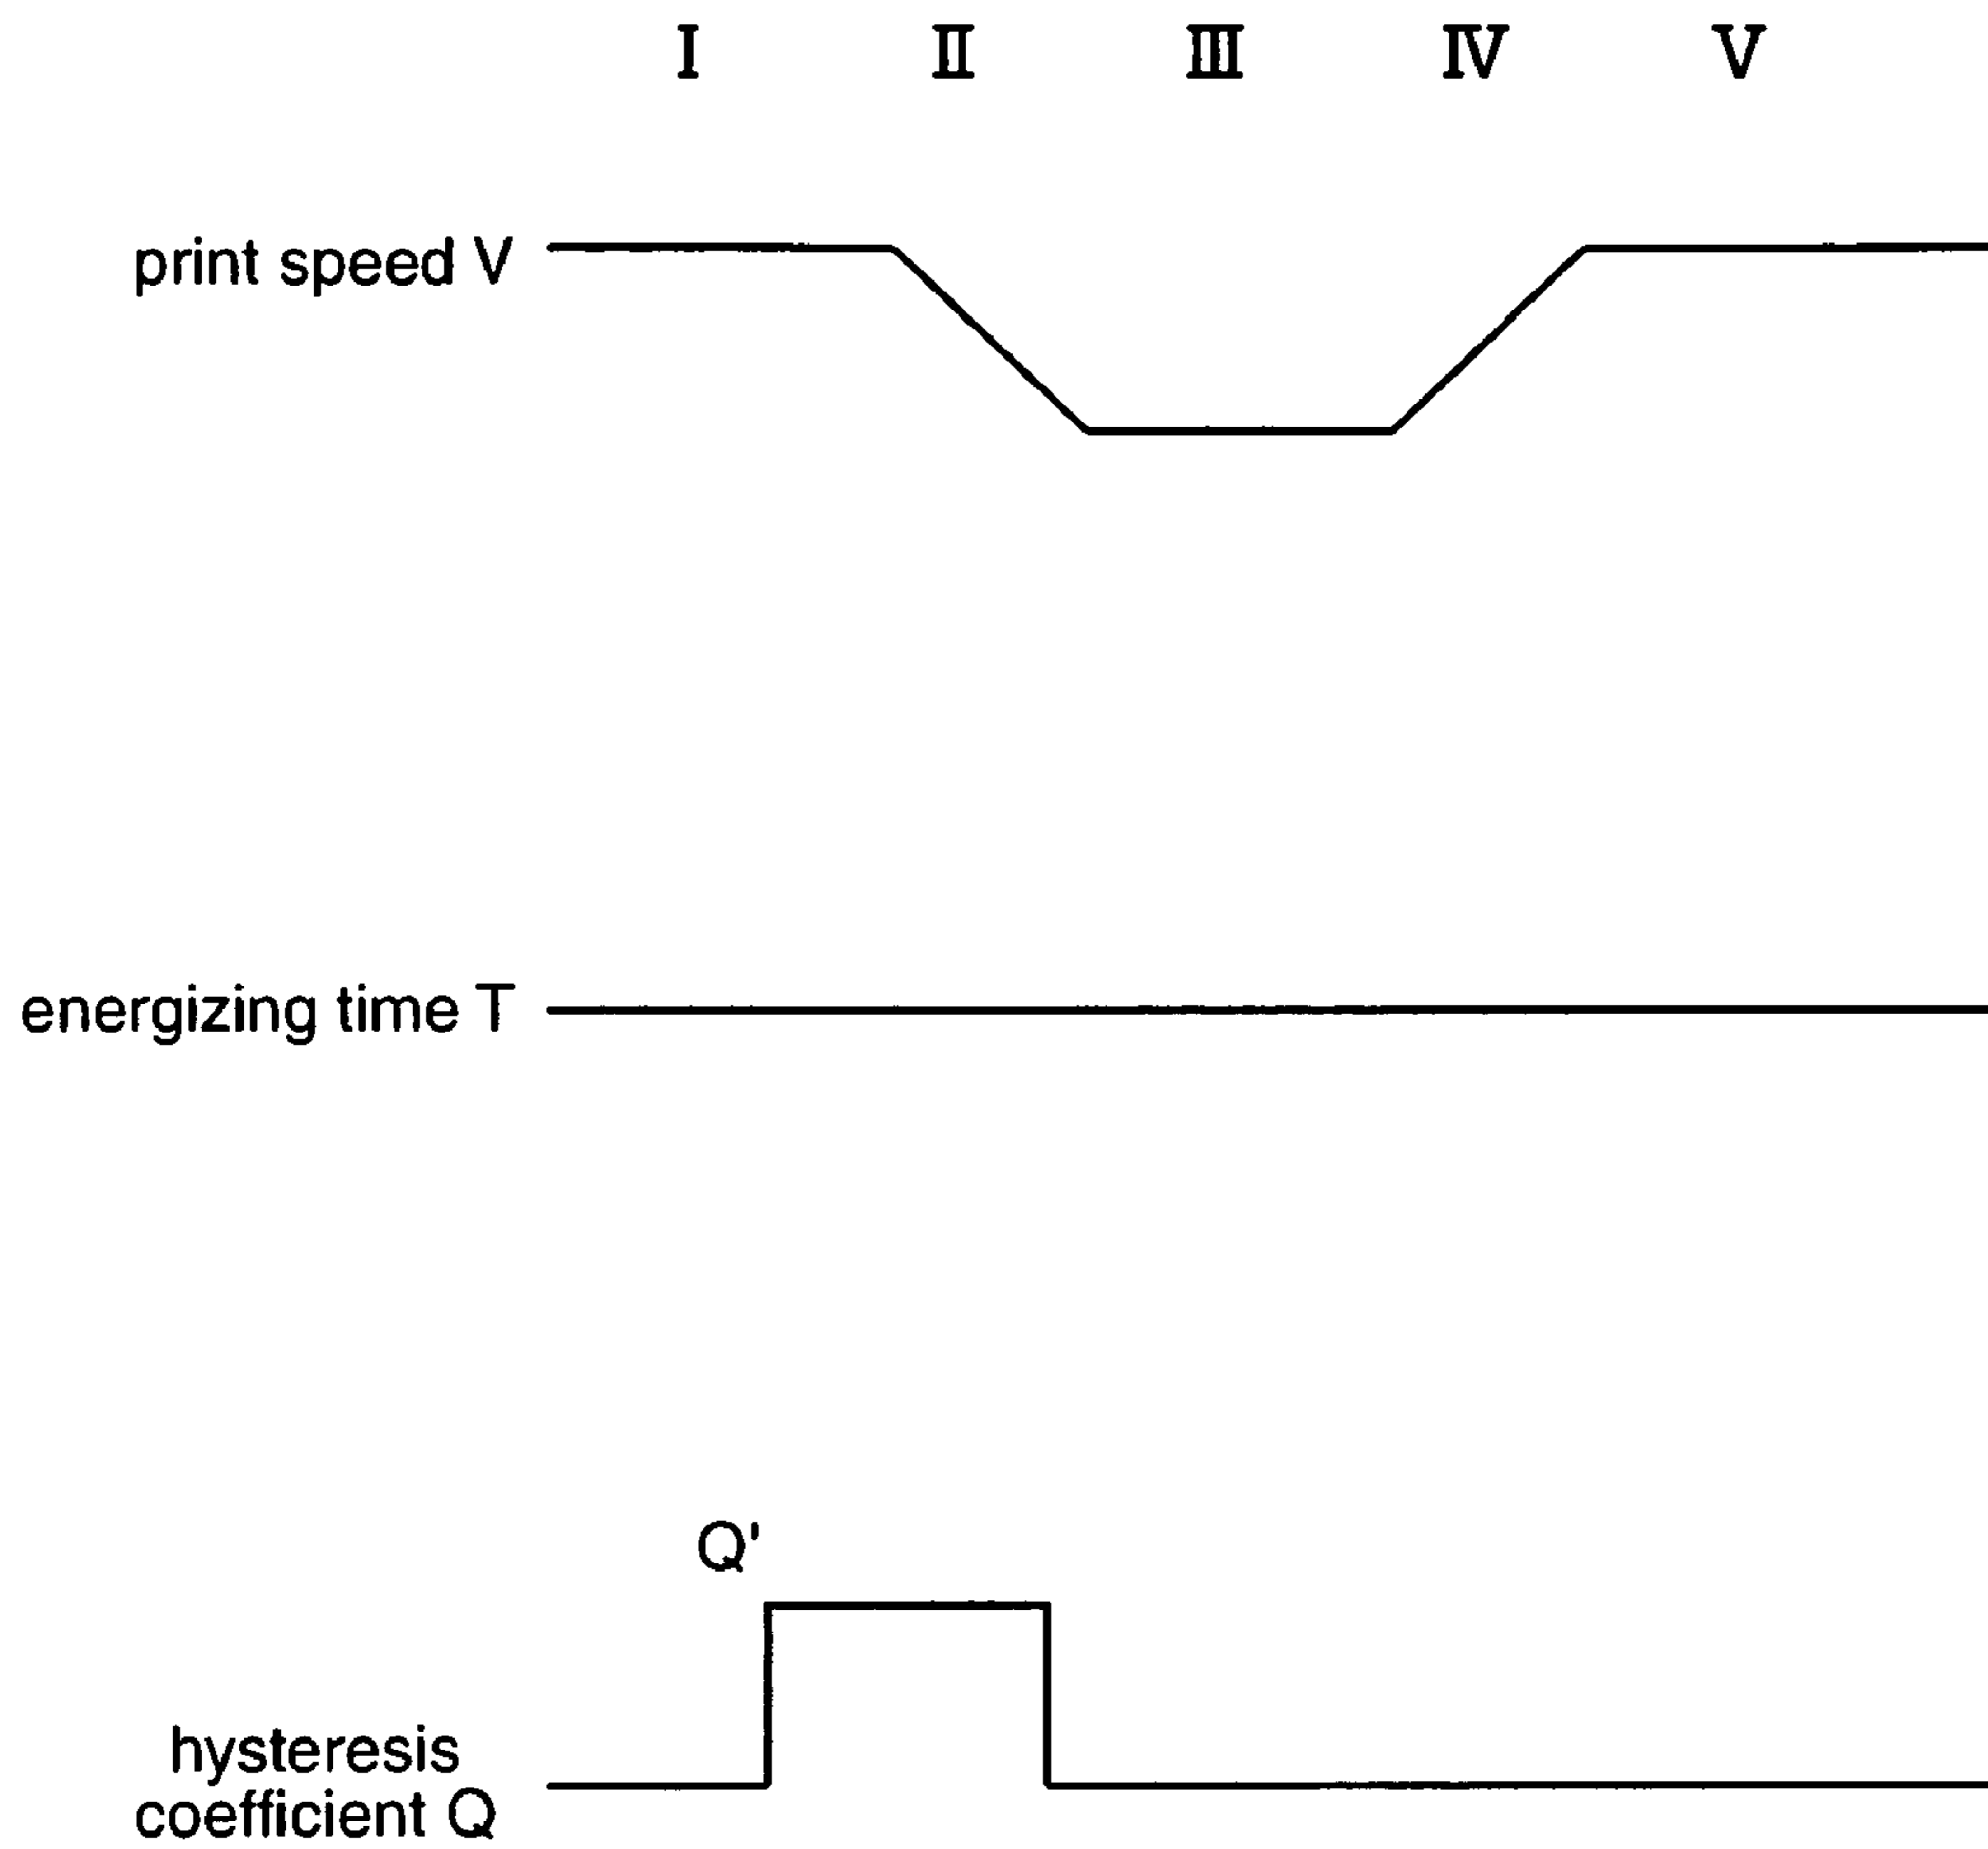 I II III IV V
print speed V
energizing time T
Q'
hysteresis
coefficient Q